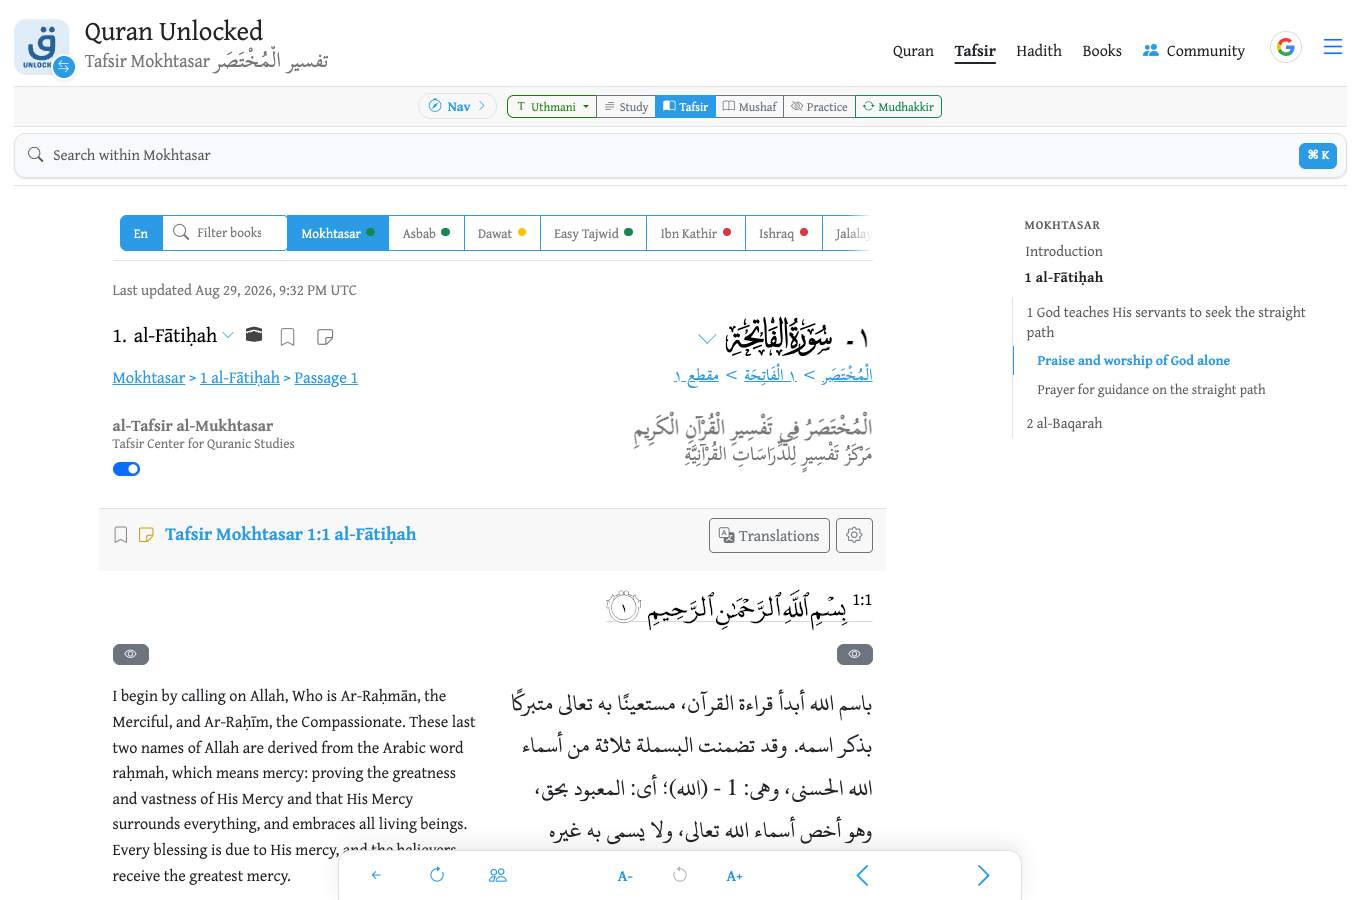 Quran Unlocked
Tafsir Mokhtasar تفسير الْمُخْتَصَر
ق
UNLOCK
Quran
Tafsir
Hadith
Books
Community
Nav
T Uthmani
Study
Tafsir
Mushaf
Practice
Mudhakkir
Search within Mokhtasar
⌘ K
En
Filter books
Mokhtasar
Asbab
Dawat
Easy Tajwid
Ibn Kathir
Ishraq
Jalalay
Last updated Aug 29, 2026, 9:32 PM UTC
1. al-Fātiḥah
١ - سُورَةُ الْفَاتِحَةِ
Mokhtasar > 1 al-Fātiḥah > Passage 1
الْمُخْتَصَر > ١ الْفَاتِحَة > مقطع ١
al-Tafsir al-Mukhtasar
Tafsir Center for Quranic Studies
الْمُخْتَصَرُ فِي تَفْسِيرِ الْقُرْآنِ الْكَرِيمِ
مَرْكَزُ تَفْسِيرٍ لِلدِّرَاسَاتِ القُرْآنِيَّةِ
Tafsir Mokhtasar 1:1 al-Fātiḥah
Translations
1:1 بِسْمِ ٱللَّهِ ٱلرَّحْمَٰنِ ٱلرَّحِيمِ ١
I begin by calling on Allah, Who is Ar-Raḥmān, the
Merciful, and Ar-Raḥīm, the Compassionate. These last
two names of Allah are derived from the Arabic word
raḥmah, which means mercy: proving the greatness
and vastness of His Mercy and that His Mercy
surrounds everything, and embraces all living beings.
Every blessing is due to His mercy, and the believers
receive the greatest mercy.
باسم الله أبدأ قراءة القرآن، مستعينًا به تعالى متبركًا
بذكر اسمه. وقد تضمنت البسملة ثلاثة من أسماء
الله الحسنى، وهى: 1 - (الله)؛ أى: المعبود بحق،
وهو أخص أسماء الله تعالى، ولا يسمى به غيره
A-
A+
MOKHTASAR
Introduction
1 al-Fātiḥah
1 God teaches His servants to seek the straight
path
Praise and worship of God alone
Prayer for guidance on the straight path
2 al-Baqarah